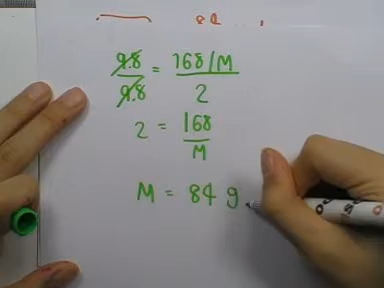 9.8/9.8 = 168/M / 2
2 = 168/M
M = 84 g